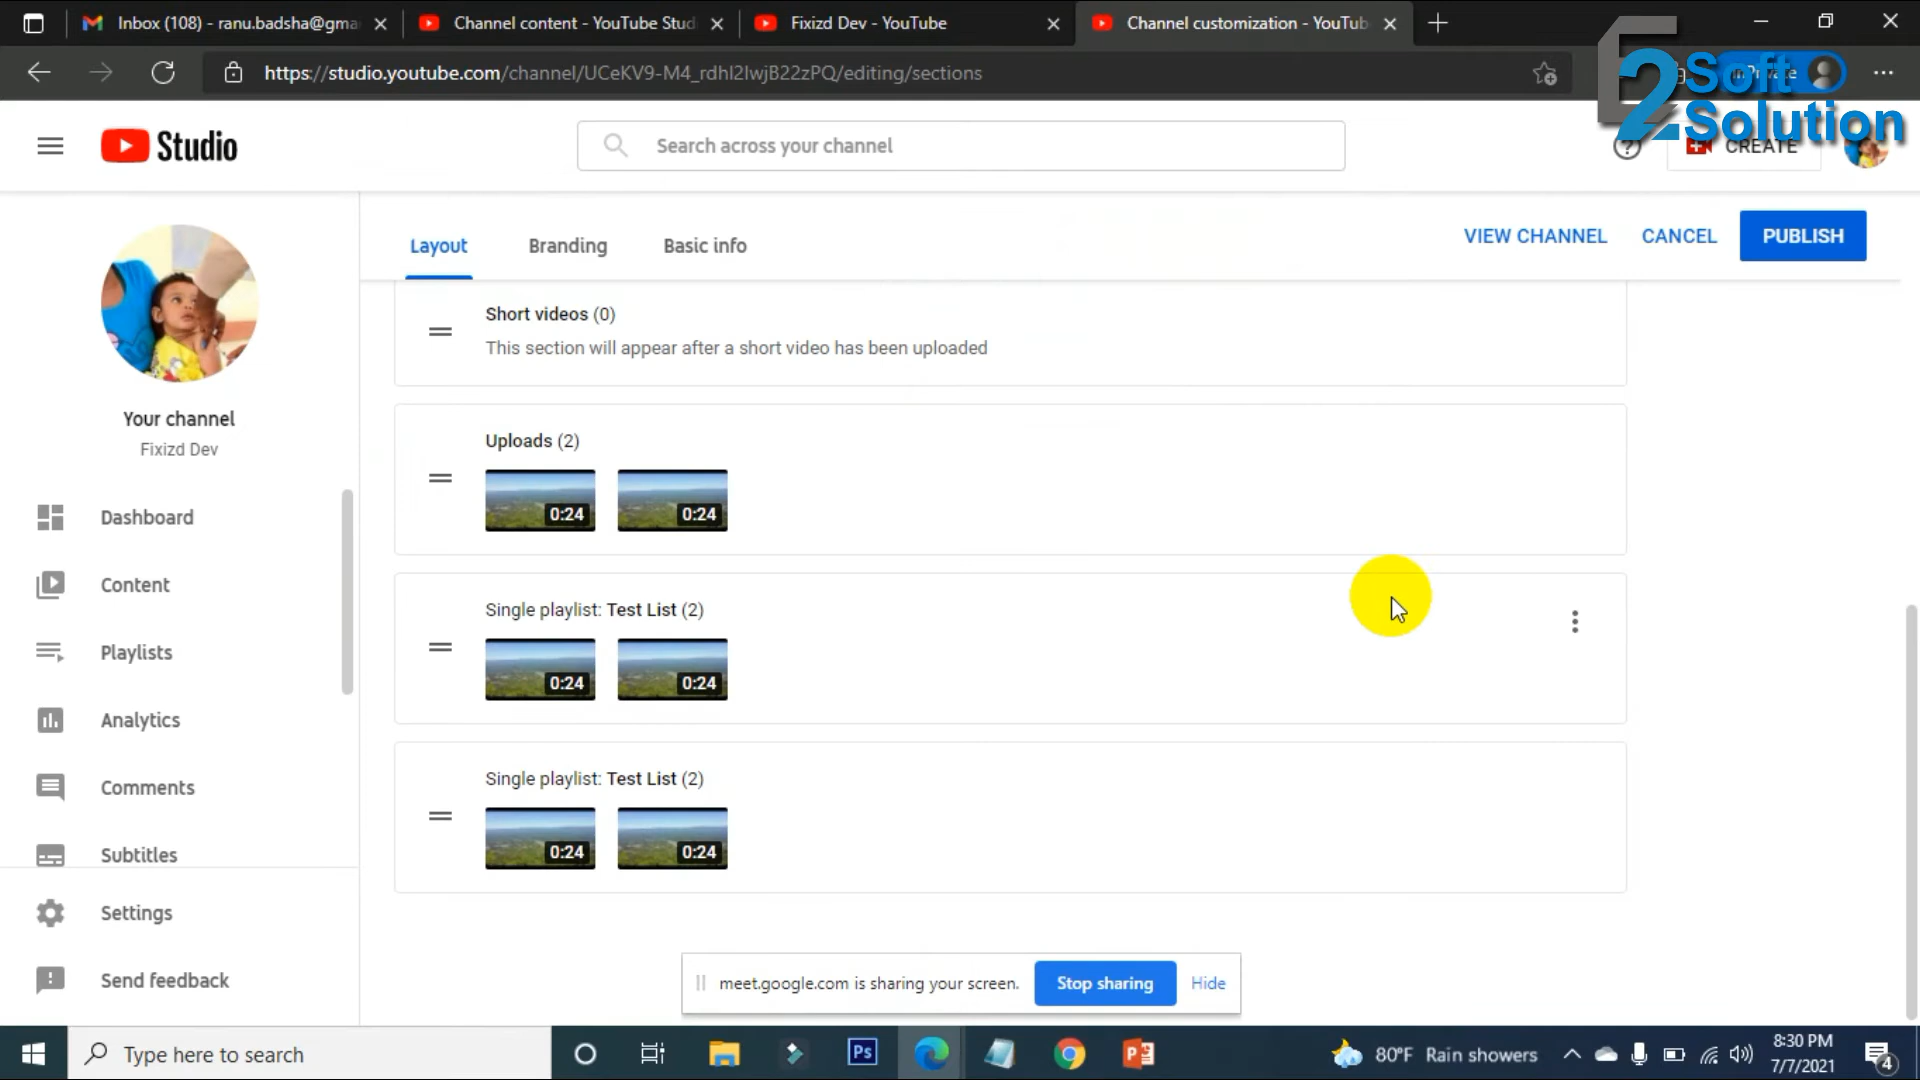 Inbox (108) - ranu.badsha@gma
Channel content - YouTube Stud
Fixizd Dev - YouTube
Channel customization - YouTub
https://studio.youtube.com/channel/UCeKV9-M4_rdhI2lwjB22zPQ/editing/sections
2Soft
Solution
Studio
Search across your channel
CREATE
Layout
Branding
Basic info
VIEW CHANNEL
CANCEL
PUBLISH
Your channel
Fixizd Dev
Dashboard
Content
Playlists
Analytics
Comments
Subtitles
Settings
Send feedback
Short videos (0)
This section will appear after a short video has been uploaded
Uploads (2)
0:24
0:24
Single playlist: Test List (2)
0:24
0:24
Single playlist: Test List (2)
0:24
0:24
meet.google.com is sharing your screen.
Stop sharing
Hide
Type here to search
Ps
80°F Rain showers
8:30 PM
7/7/2021
4